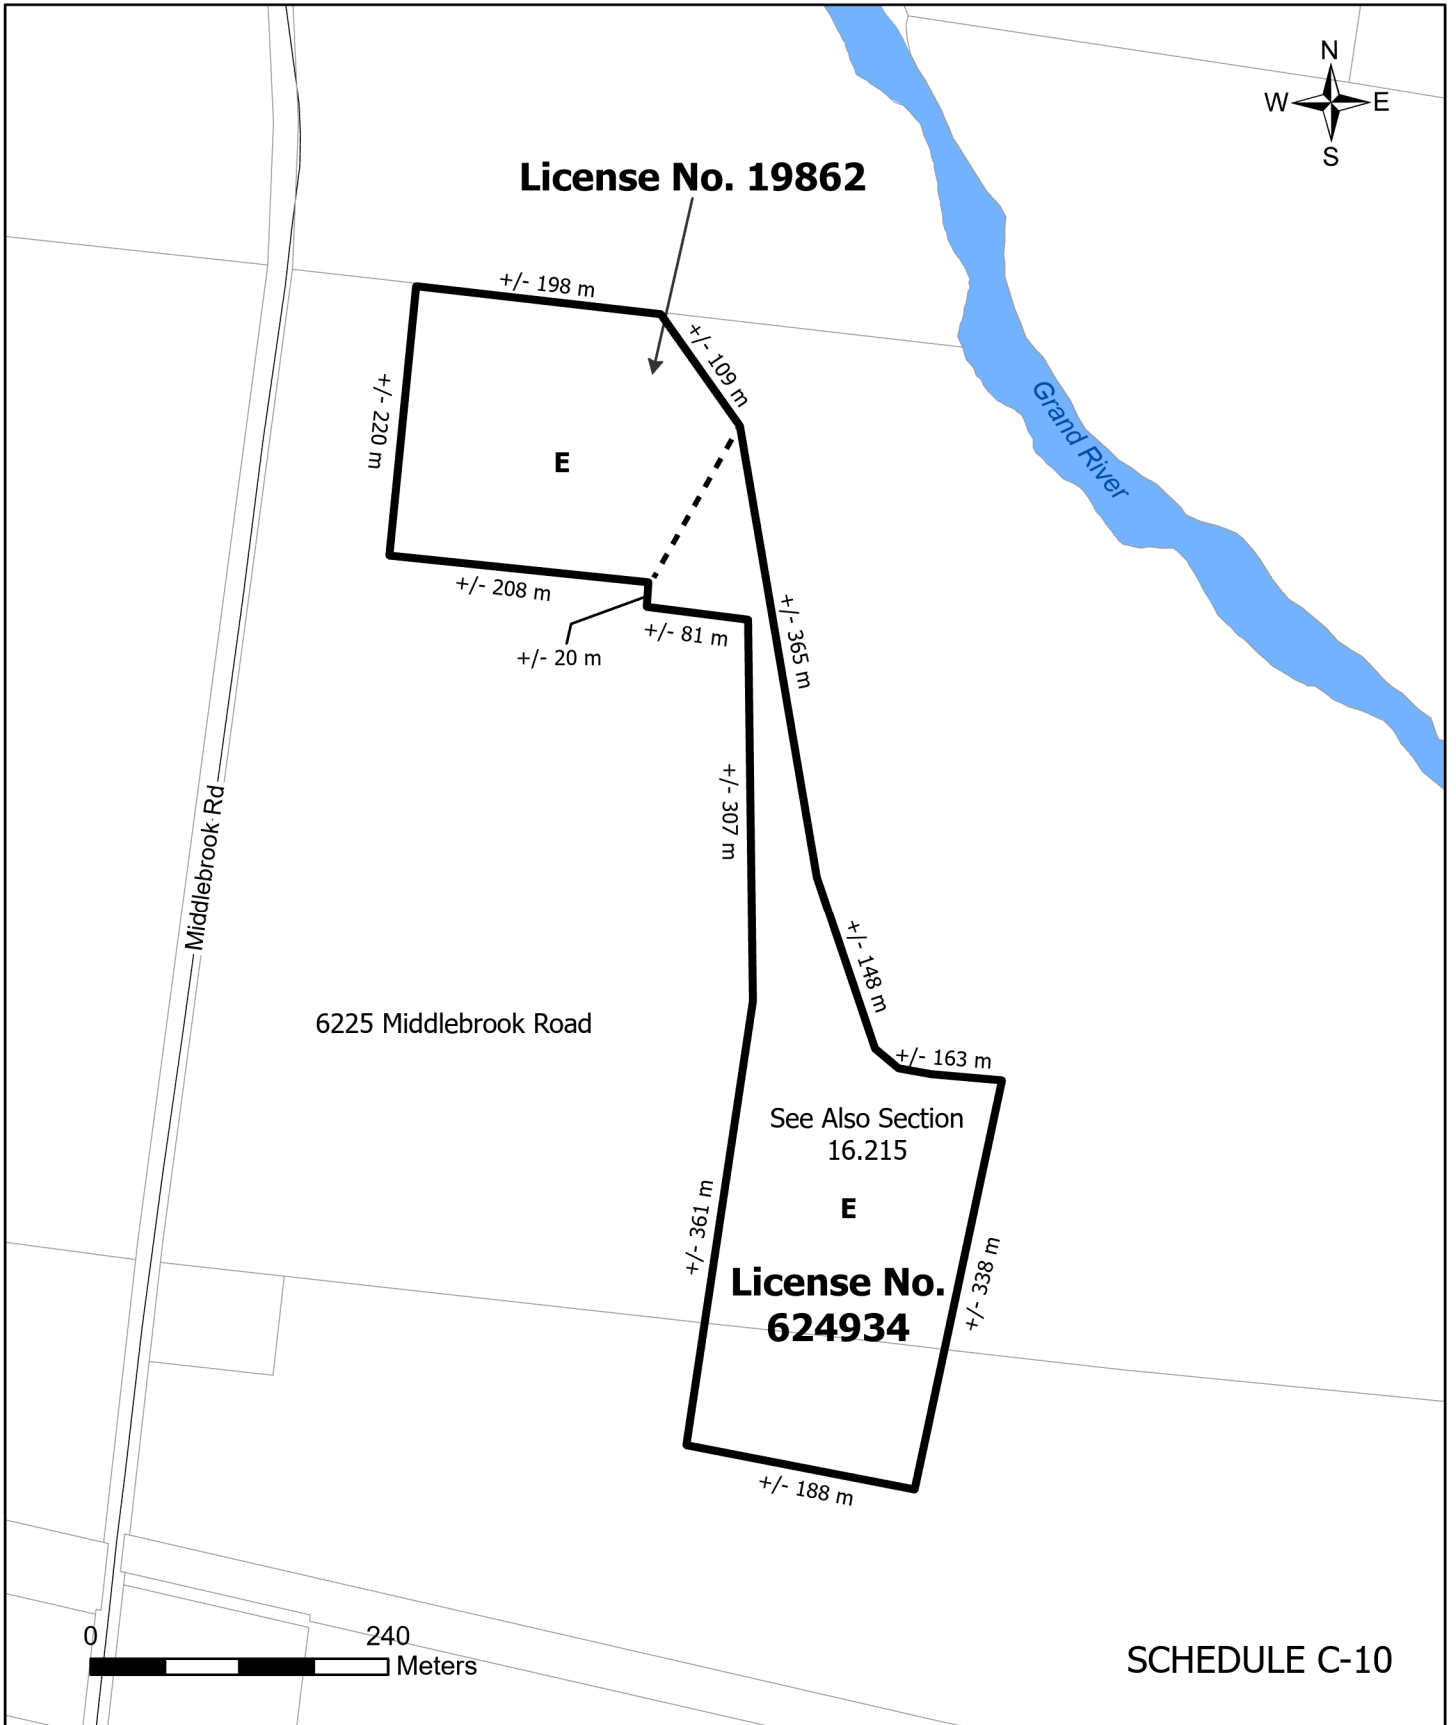 N
W E
S
License No. 19862
+/- 198 m
+/- 109 m
+/- 220 m
E
Grand River
+/- 208 m
+/- 20 m
+/- 81 m
+/- 365 m
+/- 307 m
Middlebrook Rd
+/- 148 m
6225 Middlebrook Road
+/- 163 m
See Also Section
16.215
E
+/- 361 m
License No.
624934
+/- 338 m
+/- 188 m
0 240
Meters
SCHEDULE C-10